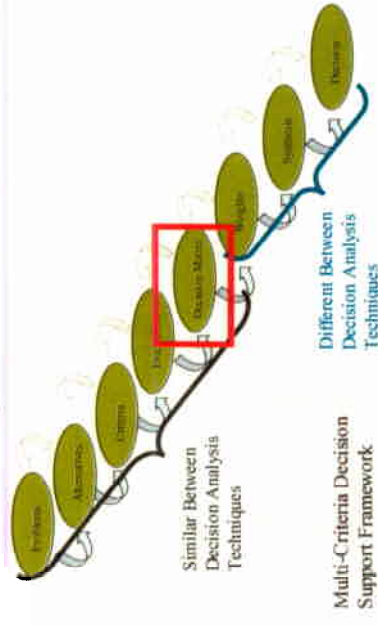 Problem
Alternatives
Criteria
Decision Matrix
Weights
Synthesis
Decision
Similar Between
Decision Analysis
Techniques
Different Between
Decision Analysis
Techniques
Multi-Criteria Decision
Support Framework